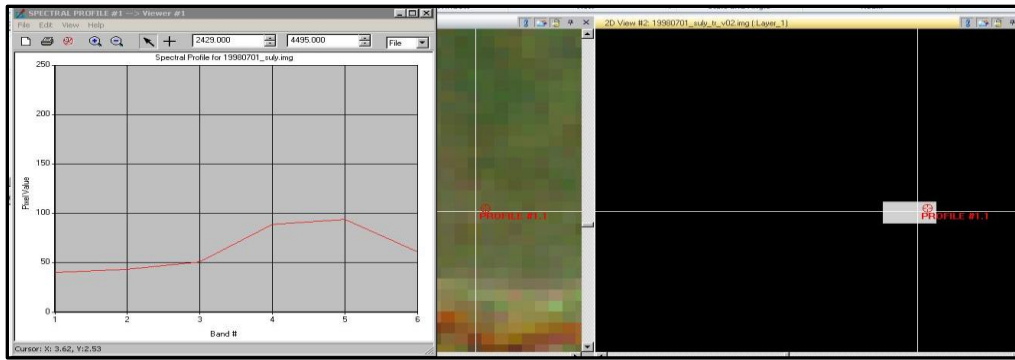 SPECTRAL PROFILE #1 --> Viewer #1
File Edit View Help
2429.000 4495.000 File
Spectral Profile for 19980701_suly.img
250
200
150
100
50
0
Pixel Value
1 2 3 4 5 6
Band #
Cursor: X: 3.62, Y:2.53
PROFILE #1.1
2D View #2: 19980701_suly_tr_v02.img (:Layer_1)
PROFILE #1.1